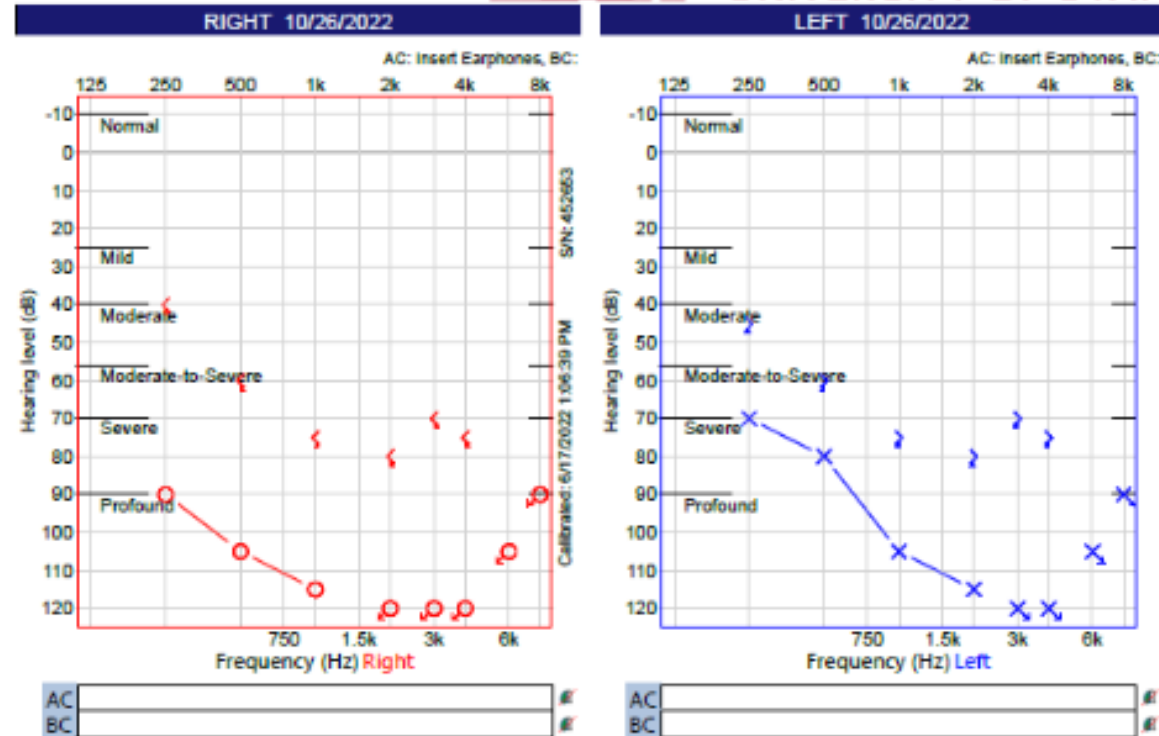 RIGHT 10/26/2022
AC: Insert Earphones, BC:
125 250 500 1k 2k 4k 8k
-10
Normal
0
10
20
Mild
30
40
Moderate
50
60
Moderate-to-Severe
70
Severe
80
90
Profound
100
110
120
Hearing level (dB)
S/N: 452653
Calibrated: 6/17/2022 1:06:39 PM
750 1.5k 3k 6k
Frequency (Hz) Right
AC
BC
LEFT 10/26/2022
AC: Insert Earphones, BC:
125 250 500 1k 2k 4k 8k
-10
Normal
0
10
20
Mild
30
40
Moderate
50
60
Moderate-to-Severe
70
Severe
80
90
Profound
100
110
120
Hearing level (dB)
750 1.5k 3k 6k
Frequency (Hz) Left
AC
BC